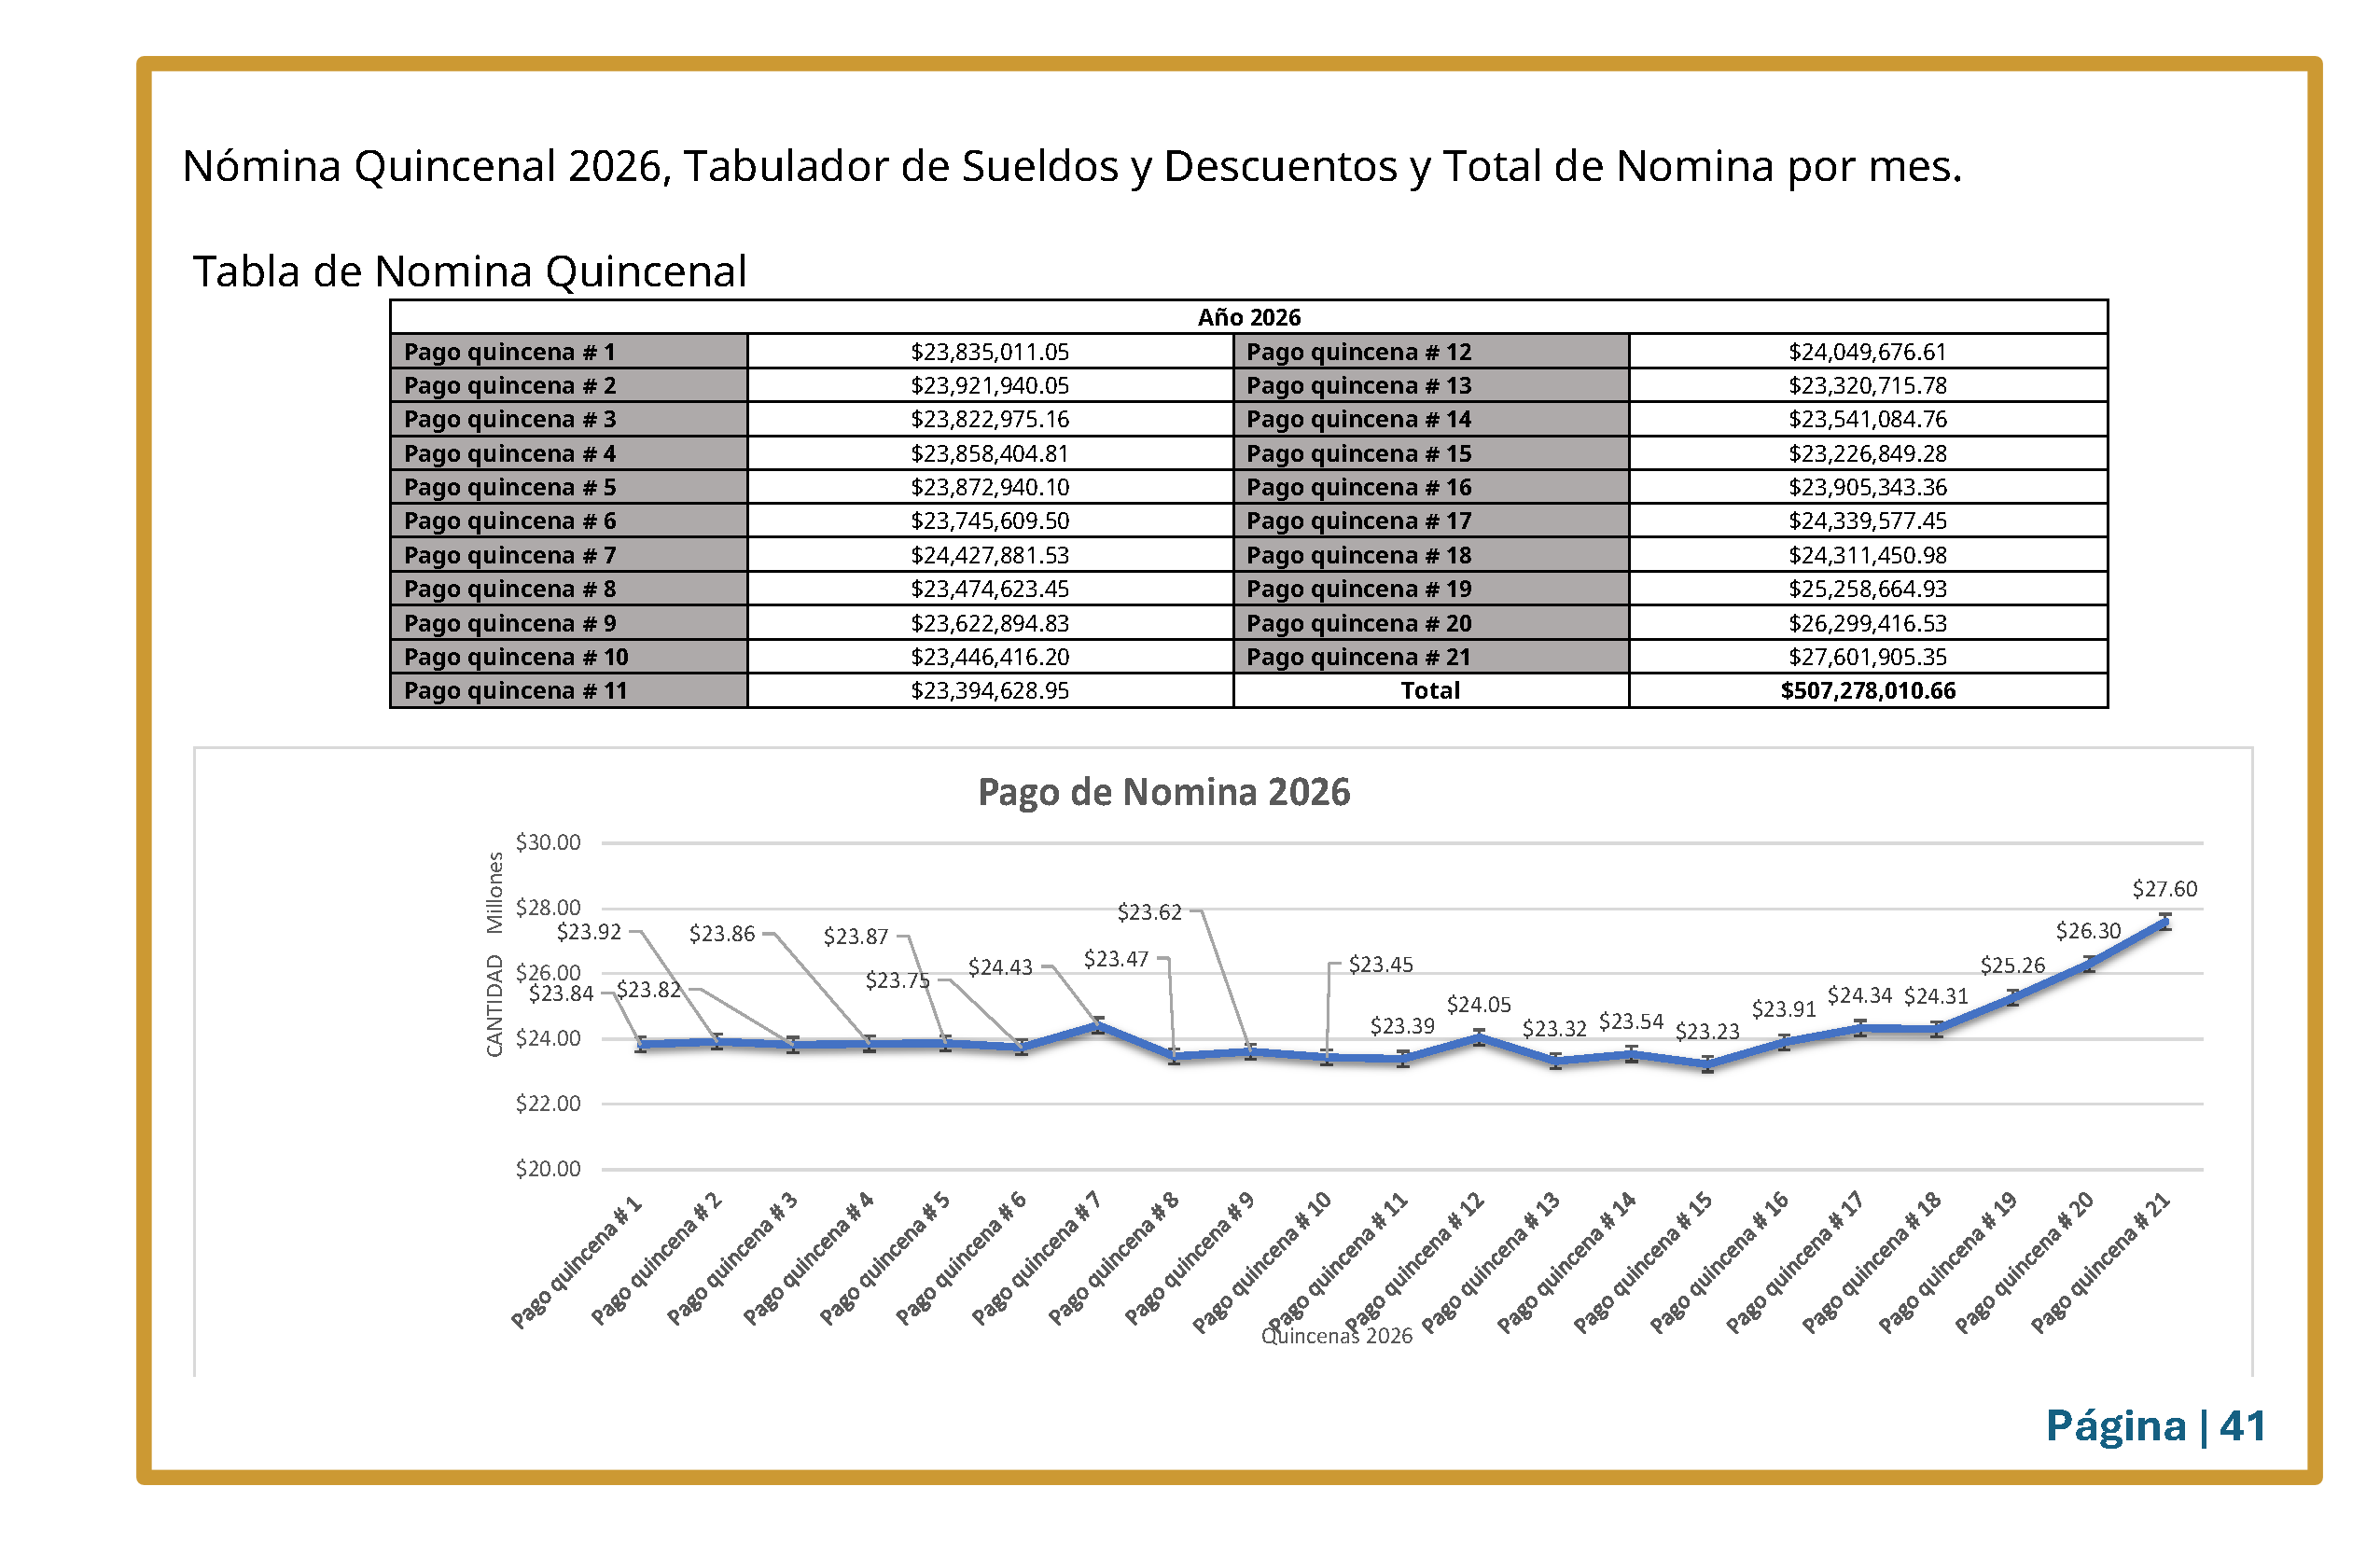 Nómina Quincenal 2026, Tabulador de Sueldos y Descuentos y Total de Nomina por mes.
Tabla de Nomina Quincenal
Año 2026
Pago quincena # 1 $23,835,011.05 Pago quincena # 12 $24,049,676.61
Pago quincena # 2 $23,921,940.05 Pago quincena # 13 $23,320,715.78
Pago quincena # 3 $23,822,975.16 Pago quincena # 14 $23,541,084.76
Pago quincena # 4 $23,858,404.81 Pago quincena # 15 $23,226,849.28
Pago quincena # 5 $23,872,940.10 Pago quincena # 16 $23,905,343.36
Pago quincena # 6 $23,745,609.50 Pago quincena # 17 $24,339,577.45
Pago quincena # 7 $24,427,881.53 Pago quincena # 18 $24,311,450.98
Pago quincena # 8 $23,474,623.45 Pago quincena # 19 $25,258,664.93
Pago quincena # 9 $23,622,894.83 Pago quincena # 20 $26,299,416.53
Pago quincena # 10 $23,446,416.20 Pago quincena # 21 $27,601,905.35
Pago quincena # 11 $23,394,628.95 Total $507,278,010.66
Pago de Nomina 2026
CANTIDAD Millones
$30.00
$28.00
$26.00
$24.00
$22.00
$20.00
$23.84
$23.92
$23.82
$23.86
$23.87
$23.75
$24.43
$23.47
$23.62
$23.45
$23.39
$24.05
$23.32
$23.54
$23.23
$23.91
$24.34
$24.31
$25.26
$26.30
$27.60
Pago quincena # 1
Pago quincena # 2
Pago quincena # 3
Pago quincena # 4
Pago quincena # 5
Pago quincena # 6
Pago quincena # 7
Pago quincena # 8
Pago quincena # 9
Pago quincena # 10
Pago quincena # 11
Pago quincena # 12
Pago quincena # 13
Pago quincena # 14
Pago quincena # 15
Pago quincena # 16
Pago quincena # 17
Pago quincena # 18
Pago quincena # 19
Pago quincena # 20
Pago quincena # 21
Quincenas 2026
Página | 41